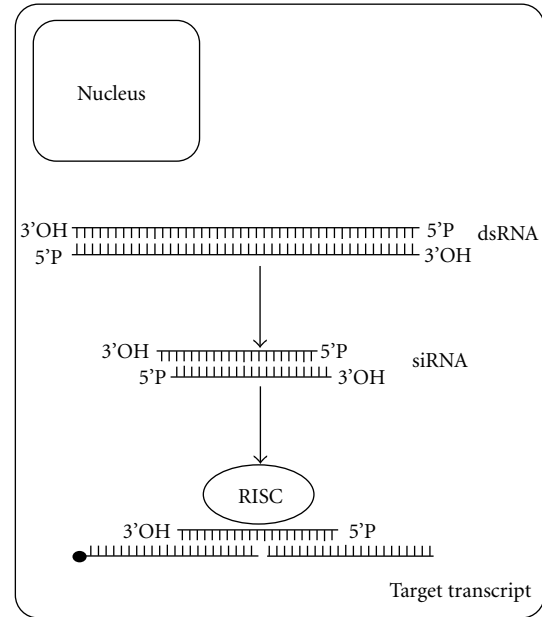 Nucleus
3’OH 5’P dsRNA
5’P 3’OH
3’OH 5’P
siRNA
5’P 3’OH
RISC
3’OH 5’P
Target transcript